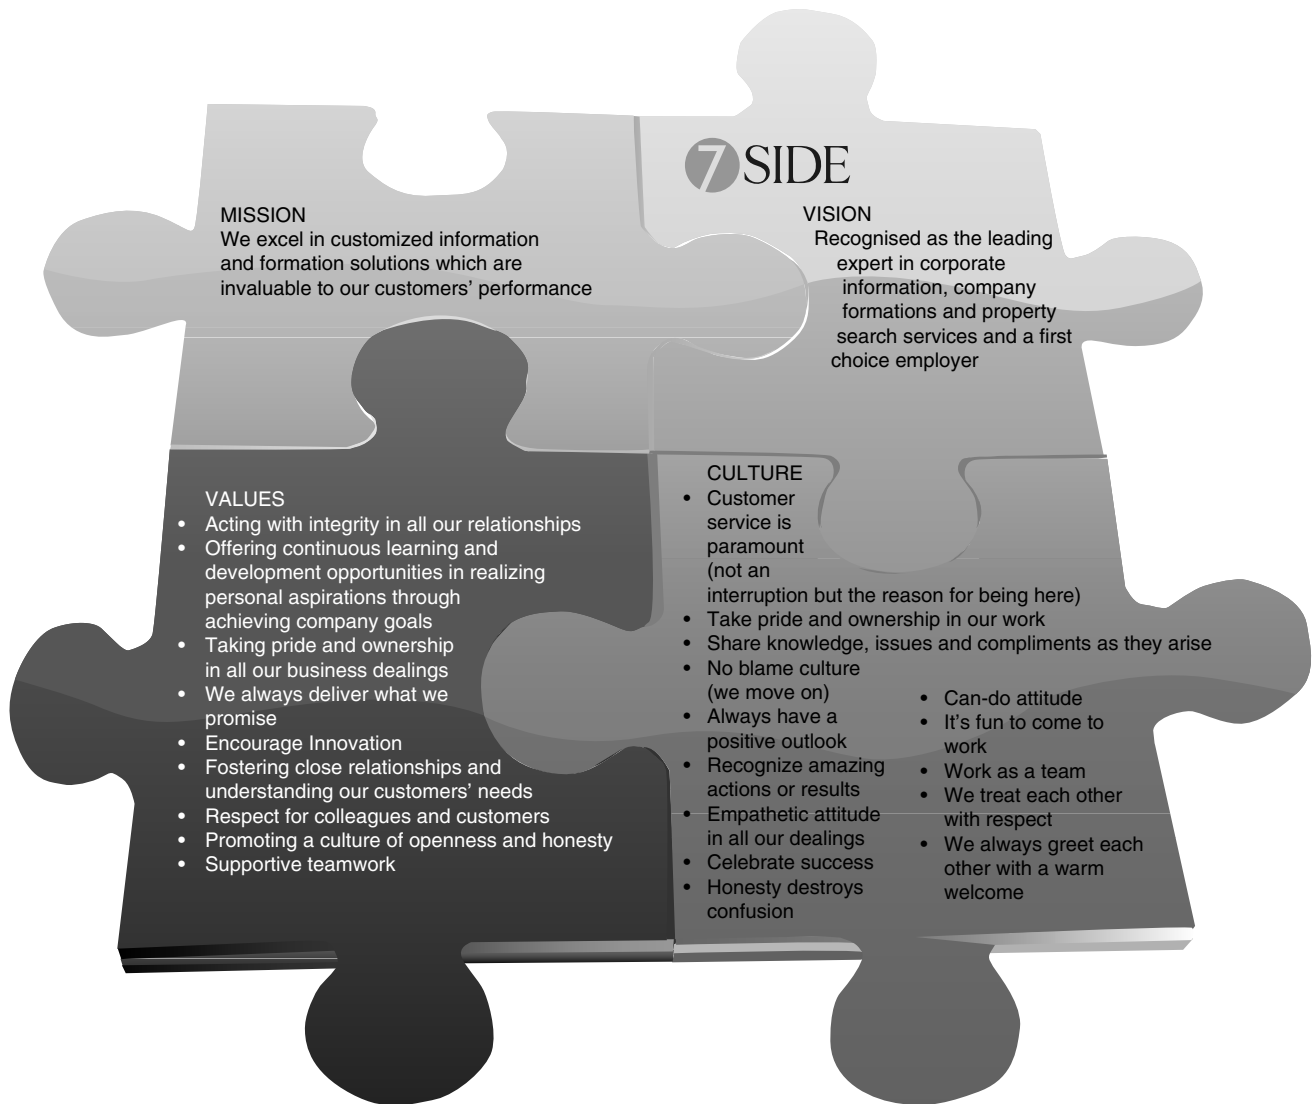 7 SIDE
MISSION
We excel in customized information
and formation solutions which are
invaluable to our customers’ performance
VISION
Recognised as the leading
expert in corporate
information, company
formations and property
search services and a first
choice employer
VALUES
• Acting with integrity in all our relationships
• Offering continuous learning and
development opportunities in realizing
personal aspirations through
achieving company goals
• Taking pride and ownership
in all our business dealings
• We always deliver what we
promise
• Encourage Innovation
• Fostering close relationships and
understanding our customers’ needs
• Respect for colleagues and customers
• Promoting a culture of openness and honesty
• Supportive teamwork
CULTURE
• Customer
service is
paramount
(not an
interruption but the reason for being here)
• Take pride and ownership in our work
• Share knowledge, issues and compliments as they arise
• No blame culture
(we move on)
• Always have a
positive outlook
• Recognize amazing
actions or results
• Empathetic attitude
in all our dealings
• Celebrate success
• Honesty destroys
confusion
• Can-do attitude
• It’s fun to come to
work
• Work as a team
• We treat each other
with respect
• We always greet each
other with a warm
welcome